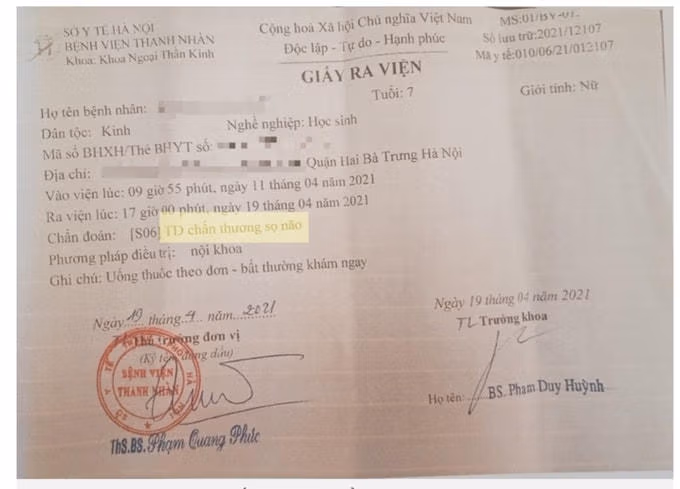 SỞ Y TẾ HÀ NỘI
BỆNH VIỆN THANH NHÀN
Khoa: Khoa Ngoại Thần Kinh
Cộng hoà Xã hội Chủ nghĩa Việt Nam
Độc lập - Tự do - Hạnh phúc
MS:01/BV-01
Số lưu trữ:2021/12107
Mã y tế:010/06/21/012107
GIẤY RA VIỆN
Họ tên bệnh nhân:
Tuổi: 7
Giới tính: Nữ
Dân tộc: Kinh
Nghề nghiệp: Học sinh
Mã số BHXH/Thẻ BHYT số:
Địa chỉ: Quận Hai Bà Trưng Hà Nội
Vào viện lúc: 09 giờ 55 phút, ngày 11 tháng 04 năm 2021
Ra viện lúc: 17 giờ 00 phút, ngày 19 tháng 04 năm 2021
Chẩn đoán: [S06] TD chấn thương sọ não
Phương pháp điều trị: nội khoa
Ghi chú: Uống thuốc theo đơn - bất thường khám ngay
Ngày 19 tháng 4 năm 2021
TL Thủ trưởng đơn vị
(Ký tên, đóng dấu)
BỆNH VIỆN
THANH NHÀN
ThS.BS. Phạm Quang Phúc
Ngày 19 tháng 04 năm 2021
TL Trưởng khoa
Họ tên: BS. Phạm Duy Huỳnh